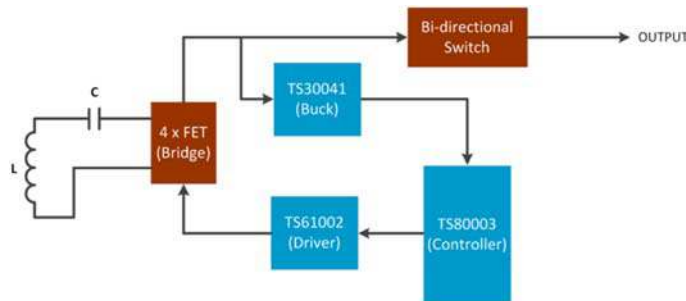 Bi-directional
Switch
OUTPUT
TS30041
(Buck)
C
4 x FET
(Bridge)
L
TS61002
(Driver)
TS80003
(Controller)